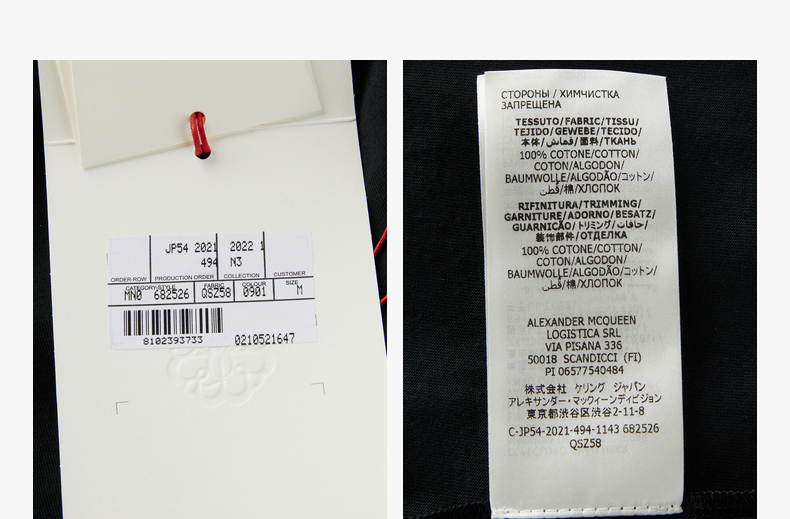 JP54 2021 2022 1
494 N3
ORDER-ROW PRODUCTION ORDER COLLECTION CUSTOMER
CATEGORY/STYLE FABRIC COLOUR SIZE
MN0 682526 QSZ58 0901 M
8102393733 0210521647
СТОРОНЫ / ХИМЧИСТКА
ЗАПРЕЩЕНА
TESSUTO/FABRIC/TISSU/
TEJIDO/GEWEBE/TECIDO/
本体/قماش/面料/ТКАНЬ
100% COTONE/COTTON/
COTON/ALGODON/
BAUMWOLLE/ALGODÃO/コットン/
قطن/棉/ХЛОПОК
RIFINITURA/TRIMMING/
GARNITURE/ADORNO/BESATZ/
GUARNICÃO/トリミング/حافات/
装饰部件/ОТДЕЛКА
100% COTONE/COTTON/
COTON/ALGODON/
BAUMWOLLE/ALGODÃO/コットン/
قطن/棉/ХЛОПОК
ALEXANDER MCQUEEN
LOGISTICA SRL
VIA PISANA 336
50018 SCANDICCI (FI)
PI 06577540484
株式会社 ケリング ジャパン
アレキサンダー・マックィーンディビジョン
東京都渋谷区渋谷2-11-8
C-JP54-2021-494-1143 682526
QSZ58